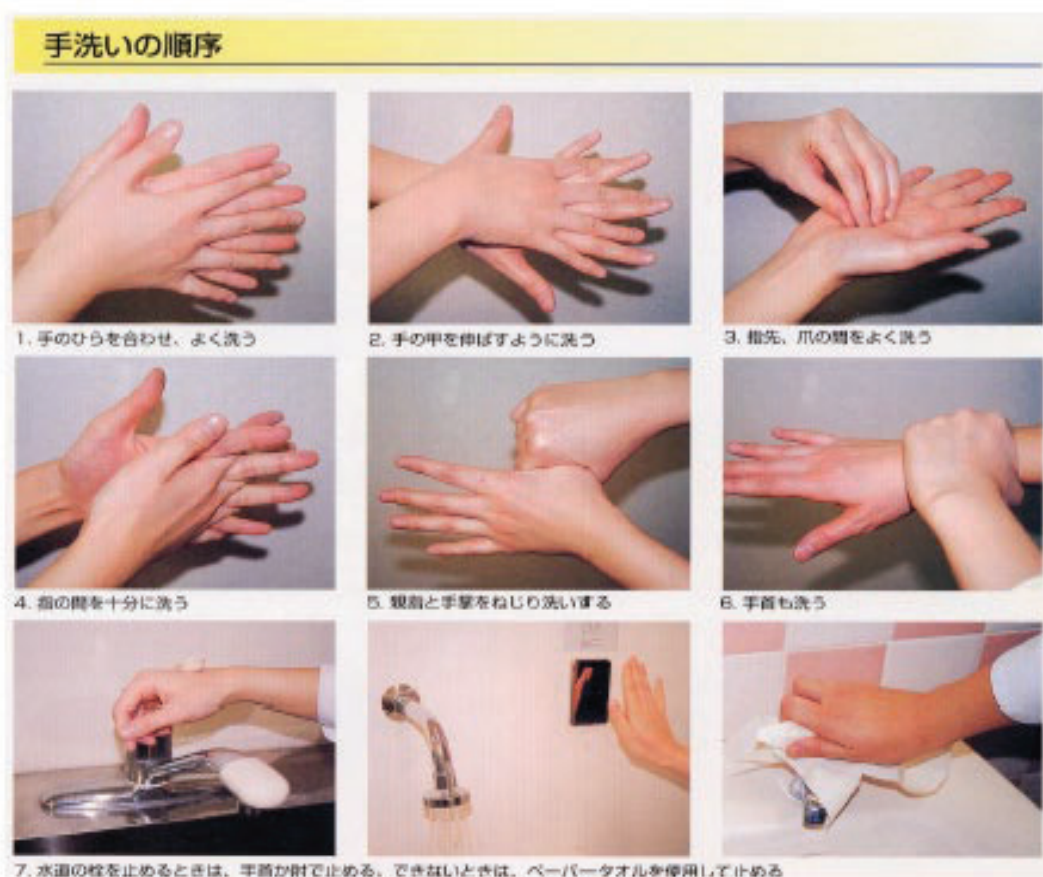 手洗いの順序
1. 手のひらを合わせ、よく洗う
2. 手の甲を伸ばすように洗う
3. 指先、爪の間をよく洗う
4. 指の間を十分に洗う
5. 親指と手掌をねじり洗いする
6. 手首も洗う
7. 水道の栓を止めるときは、手首か肘で止める。できないときは、ペーパータオルを使用して止める